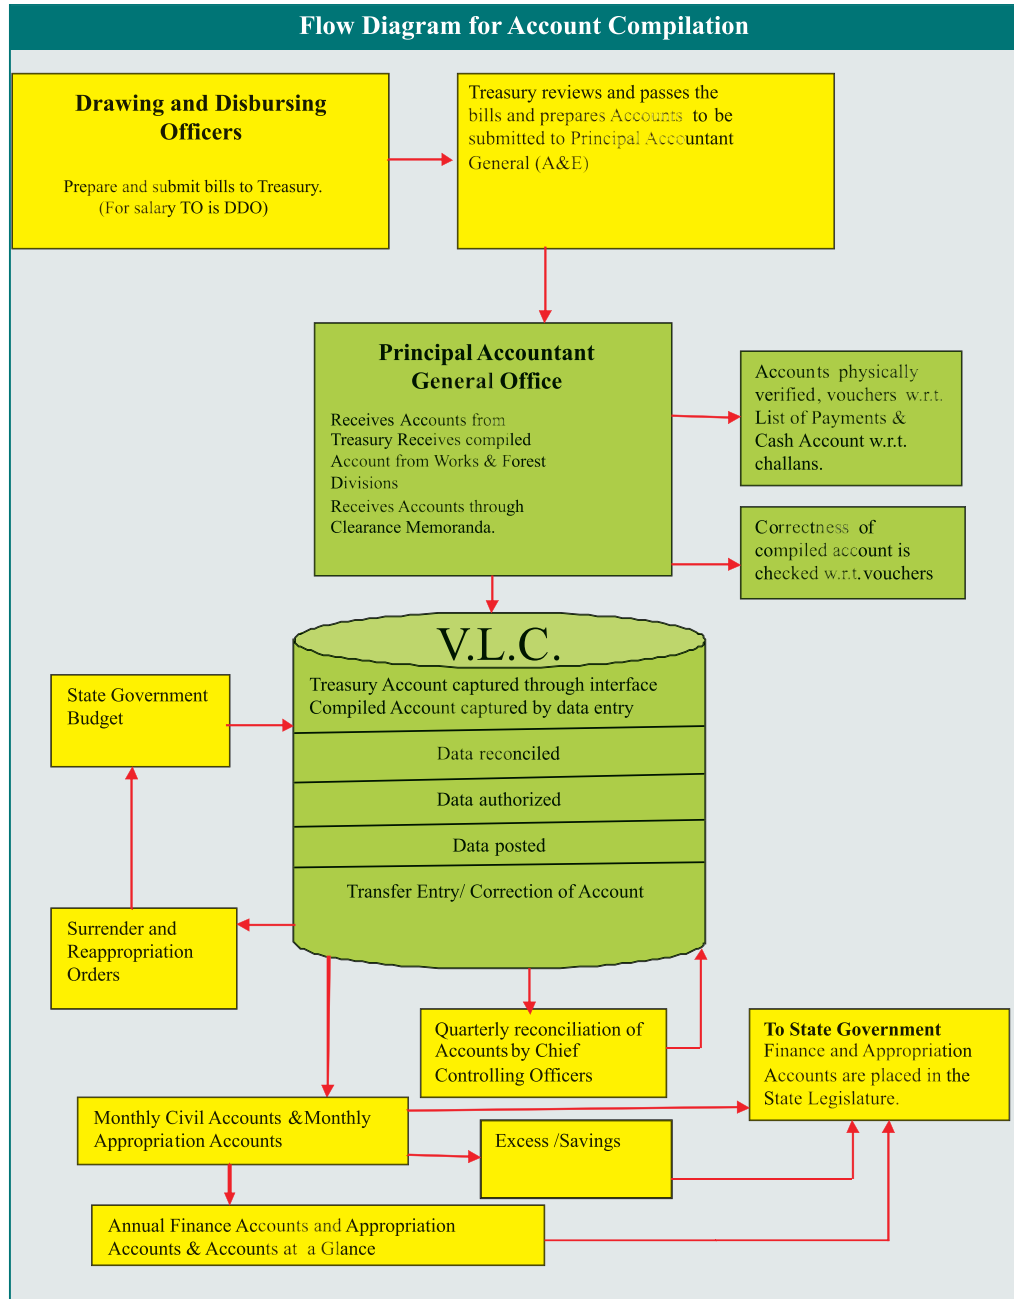 Flow Diagram for Account Compilation
Drawing and Disbursing
Officers
Prepare and submit bills to Treasury.
(For salary TO is DDO)
Treasury reviews and passes the
bills and prepares Accounts to be
submitted to Principal Accountant
General (A&E)
Principal Accountant
General Office
Receives Accounts from
Treasury Receives compiled
Account from Works & Forest
Divisions
Receives Accounts through
Clearance Memoranda.
Accounts physically
verified, vouchers w.r.t.
List of Payments &
Cash Account w.r.t.
challans.
Correctness of
compiled account is
checked w.r.t. vouchers
V.L.C.
Treasury Account captured through interface
Compiled Account captured by data entry
Data reconciled
Data authorized
Data posted
Transfer Entry/ Correction of Account
State Government
Budget
Surrender and
Reappropriation
Orders
Quarterly reconciliation of
Accounts by Chief
Controlling Officers
To State Government
Finance and Appropriation
Accounts are placed in the
State Legislature.
Monthly Civil Accounts &Monthly
Appropriation Accounts
Excess /Savings
Annual Finance Accounts and Appropriation
Accounts & Accounts at a Glance